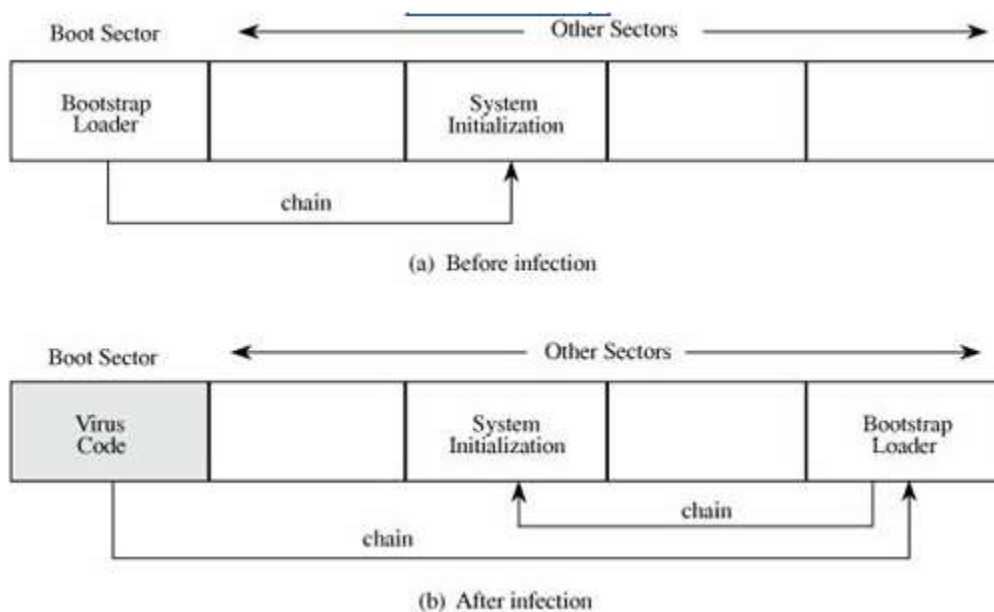 Boot Sector
Other Sectors
Bootstrap
Loader
System
Initialization
chain
(a) Before infection
Boot Sector
Other Sectors
Virus
Code
System
Initialization
Bootstrap
Loader
chain
chain
(b) After infection